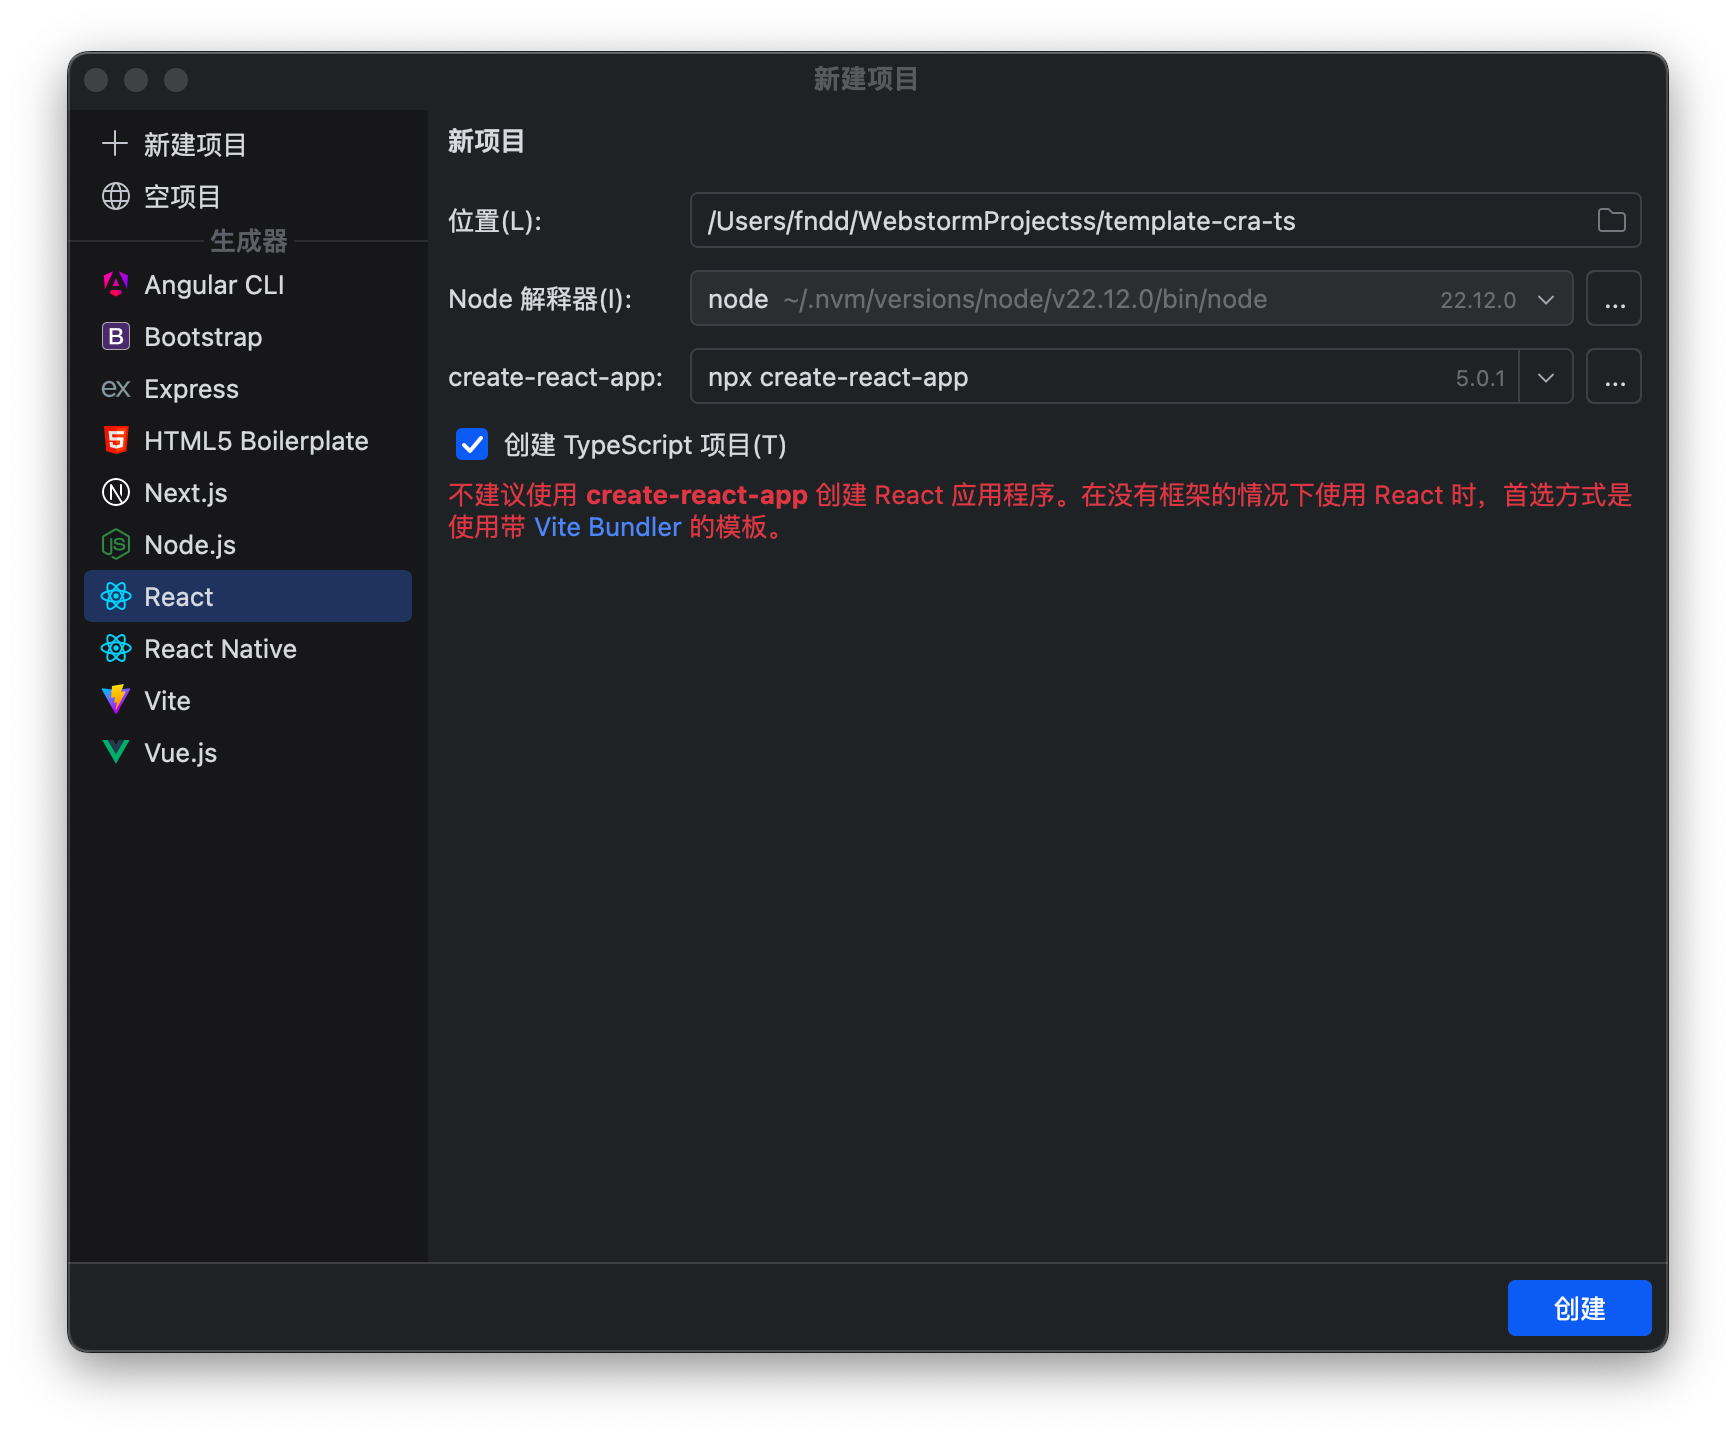 新建项目
新建项目
空项目
生成器
Angular CLI
Bootstrap
ex Express
HTML5 Boilerplate
Next.js
Node.js
React
React Native
Vite
Vue.js
新项目
位置(L): /Users/fndd/WebstormProjectss/template-cra-ts
Node 解释器(I): node ~/.nvm/versions/node/v22.12.0/bin/node 22.12.0 ...
create-react-app: npx create-react-app 5.0.1 ...
创建 TypeScript 项目(T)
不建议使用 create-react-app 创建 React 应用程序。在没有框架的情况下使用 React 时，首选方式是
使用带 Vite Bundler 的模板。
创建